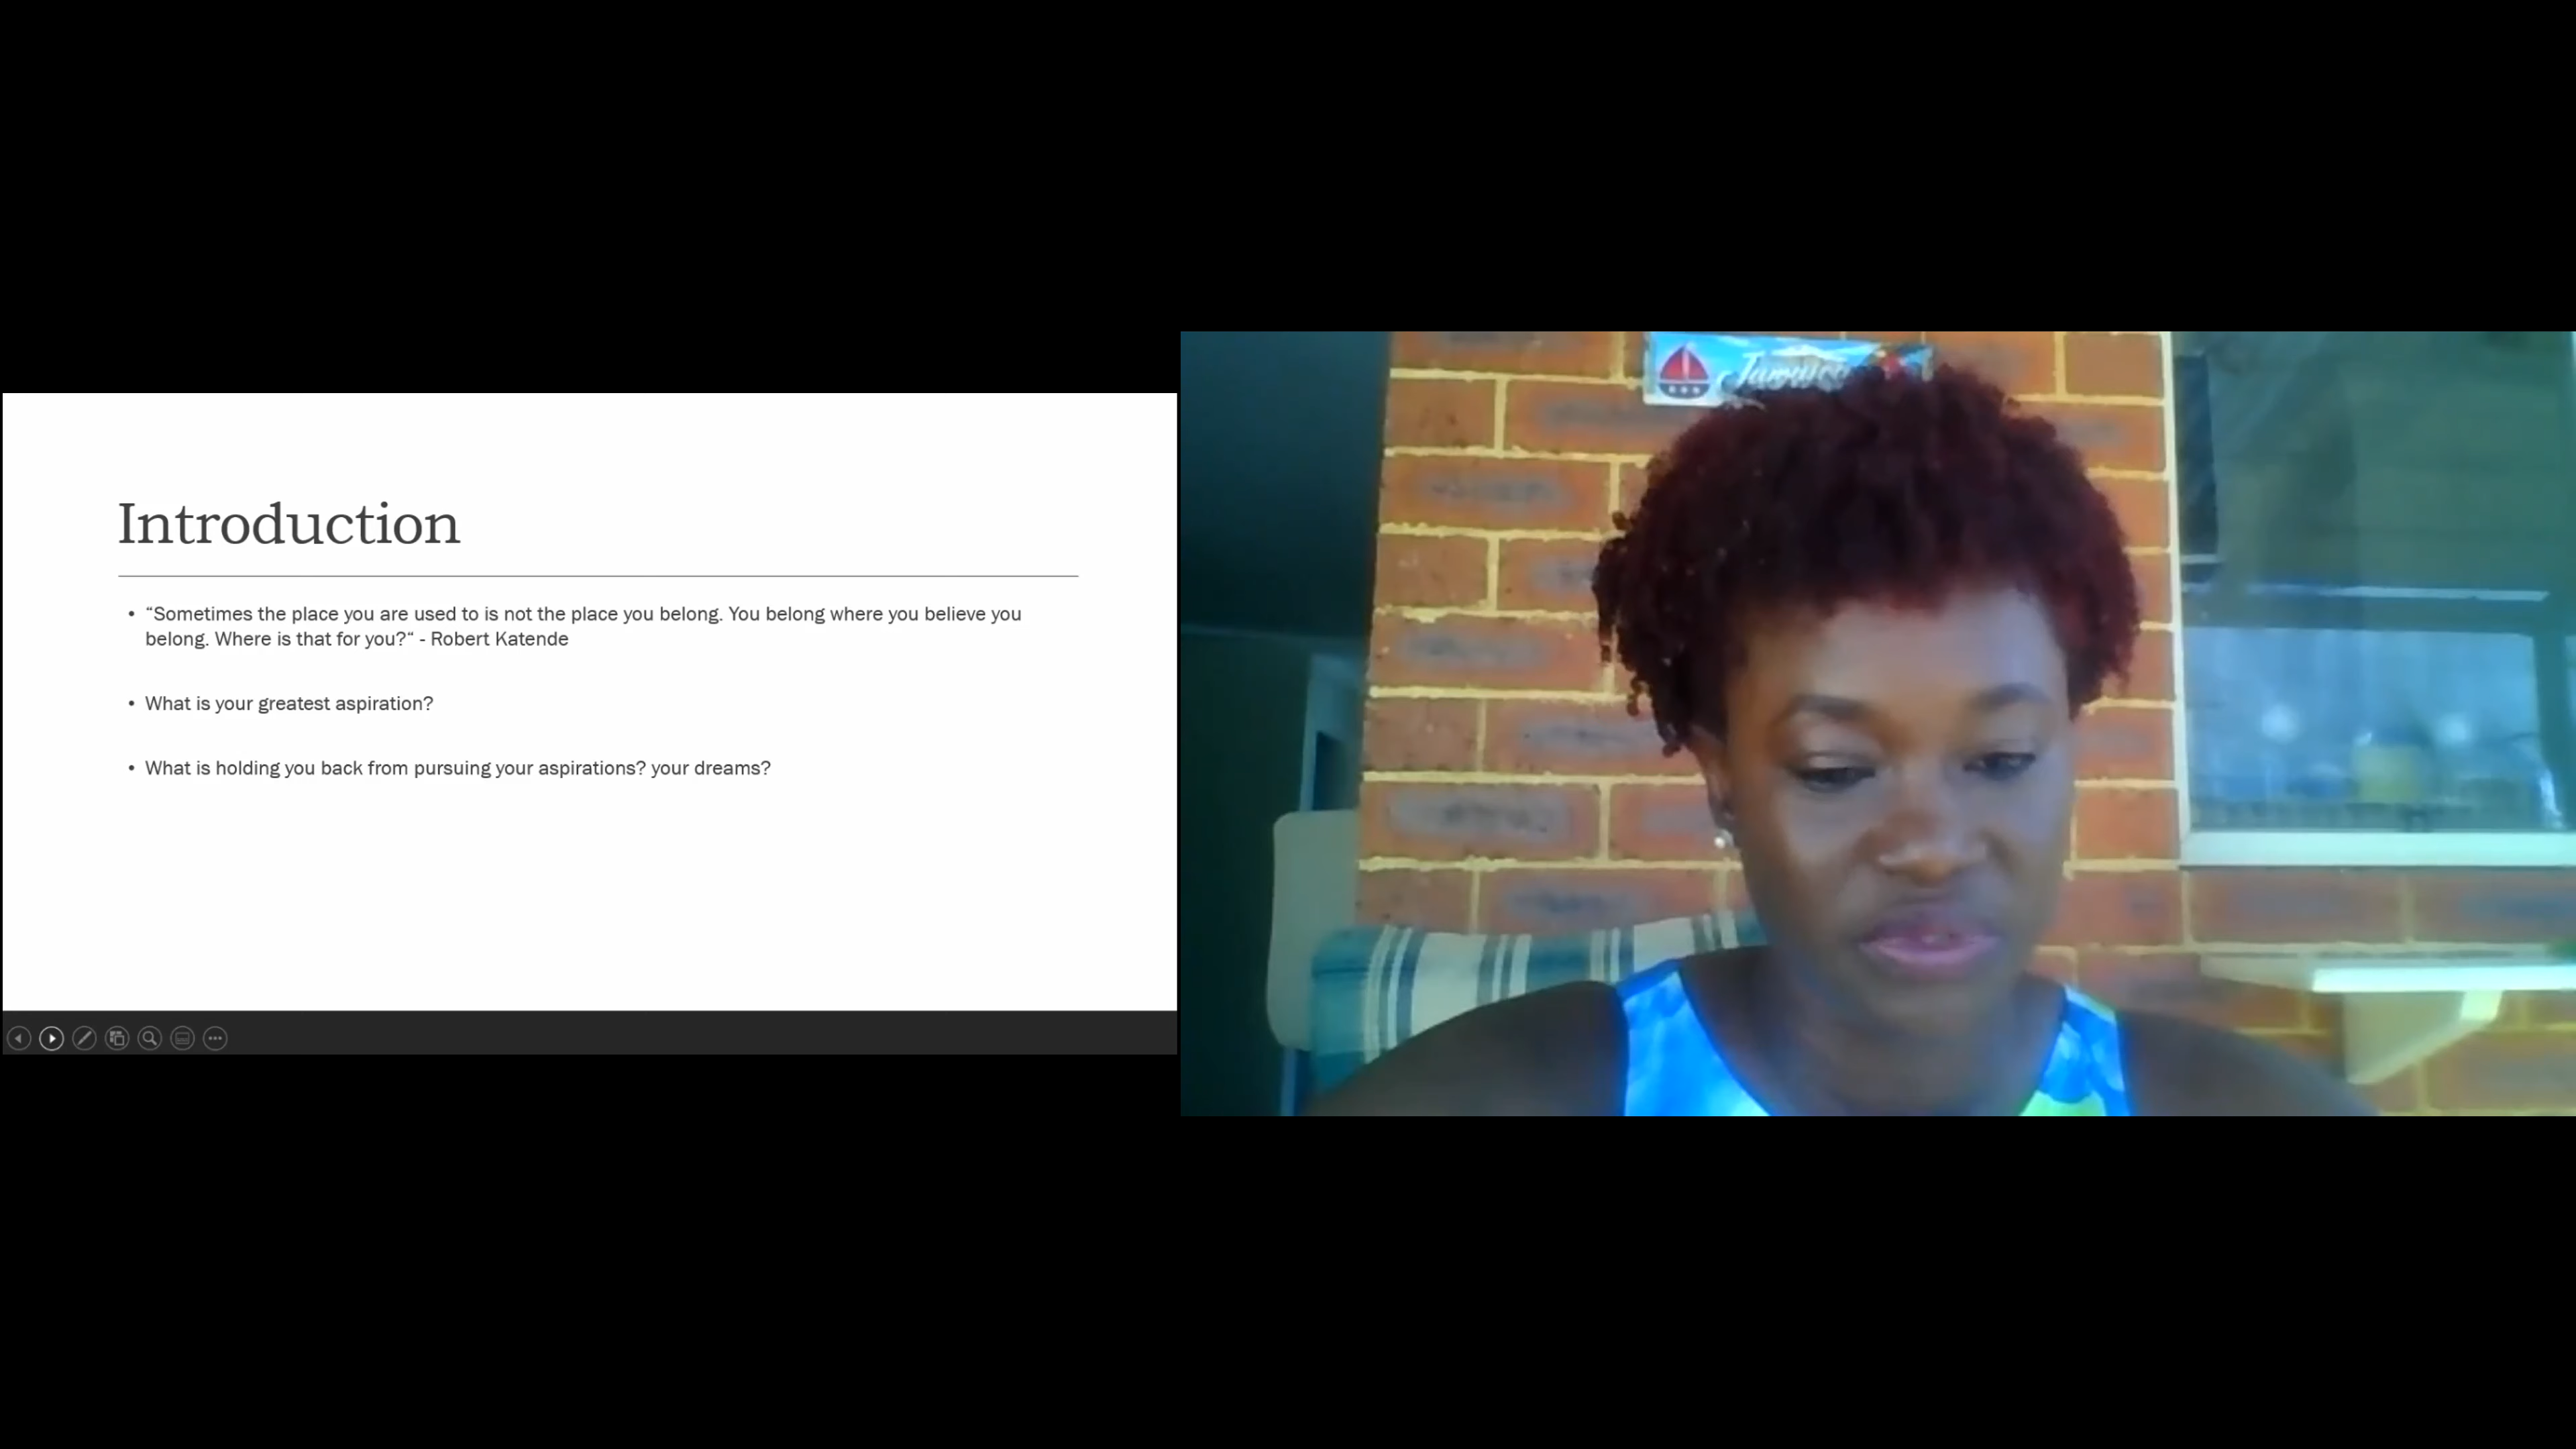 Introduction
• “Sometimes the place you are used to is not the place you belong. You belong where you believe you
belong. Where is that for you?“ - Robert Katende
• What is your greatest aspiration?
• What is holding you back from pursuing your aspirations? your dreams?
Jamaica